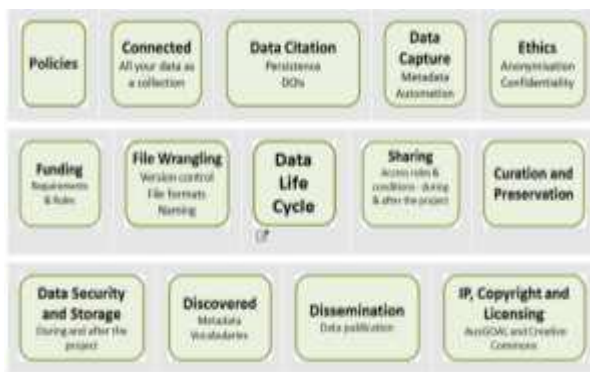 Policies
Connected
All your data as
a collection
Data Citation
Persistence
DOIs
Data
Capture
Metadata
Automation
Ethics
Anonymisation
Confidentiality
Funding
Requirements
& Rules
File Wrangling
Version control
File formats
Naming
Data
Life
Cycle
Sharing
Access rules &
conditions - during
& after the project
Curation and
Preservation
Data Security
and Storage
During and after the
project
Discovered
Metadata
Vocabularies
Dissemination
Data publication
IP, Copyright and
Licensing
AusGOAL and Creative
Commons